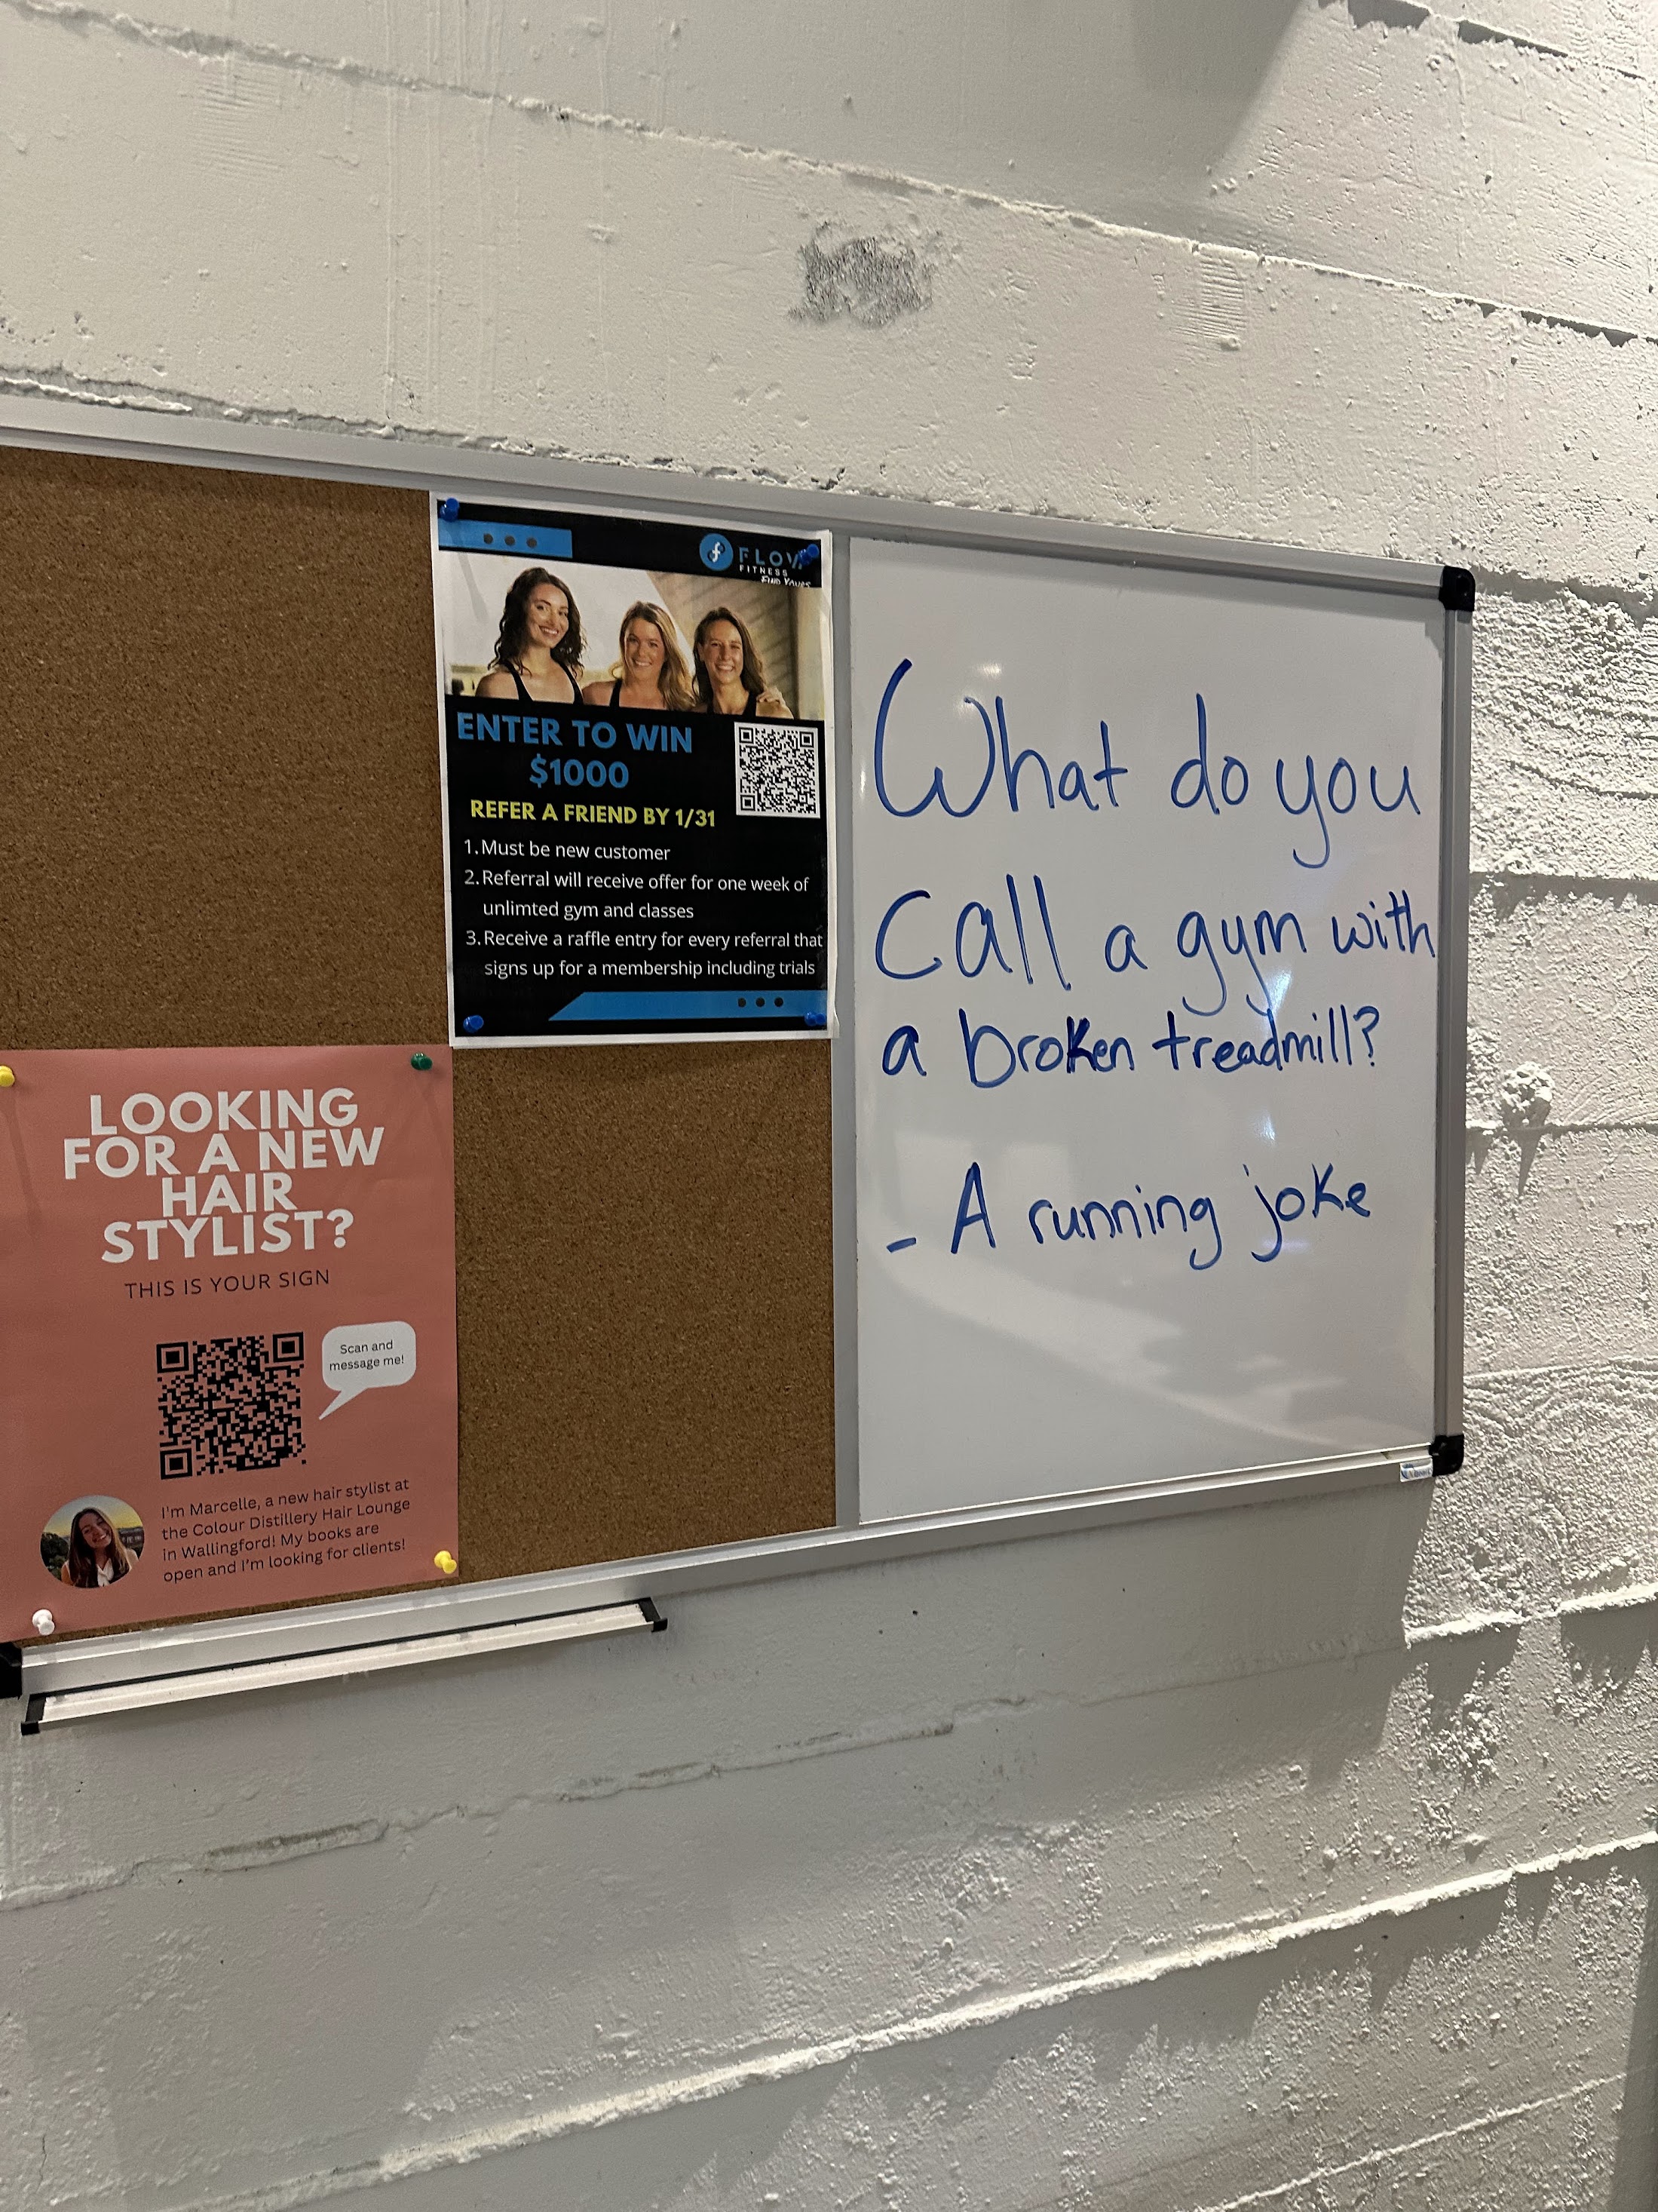 FLOW
FITNESS
FIND YOURS
ENTER TO WIN
$1000
REFER A FRIEND BY 1/31
1. Must be new customer
2. Referral will receive offer for one week of
unlimted gym and classes
3. Receive a raffle entry for every referral that
signs up for a membership including trials
LOOKING
FOR A NEW
HAIR
STYLIST?
THIS IS YOUR SIGN
Scan and
message me!
I'm Marcelle, a new hair stylist at
the Colour Distillery Hair Lounge
in Wallingford! My books are
open and I'm looking for clients!
What do you
call a gym with
a broken treadmill?
- A running joke